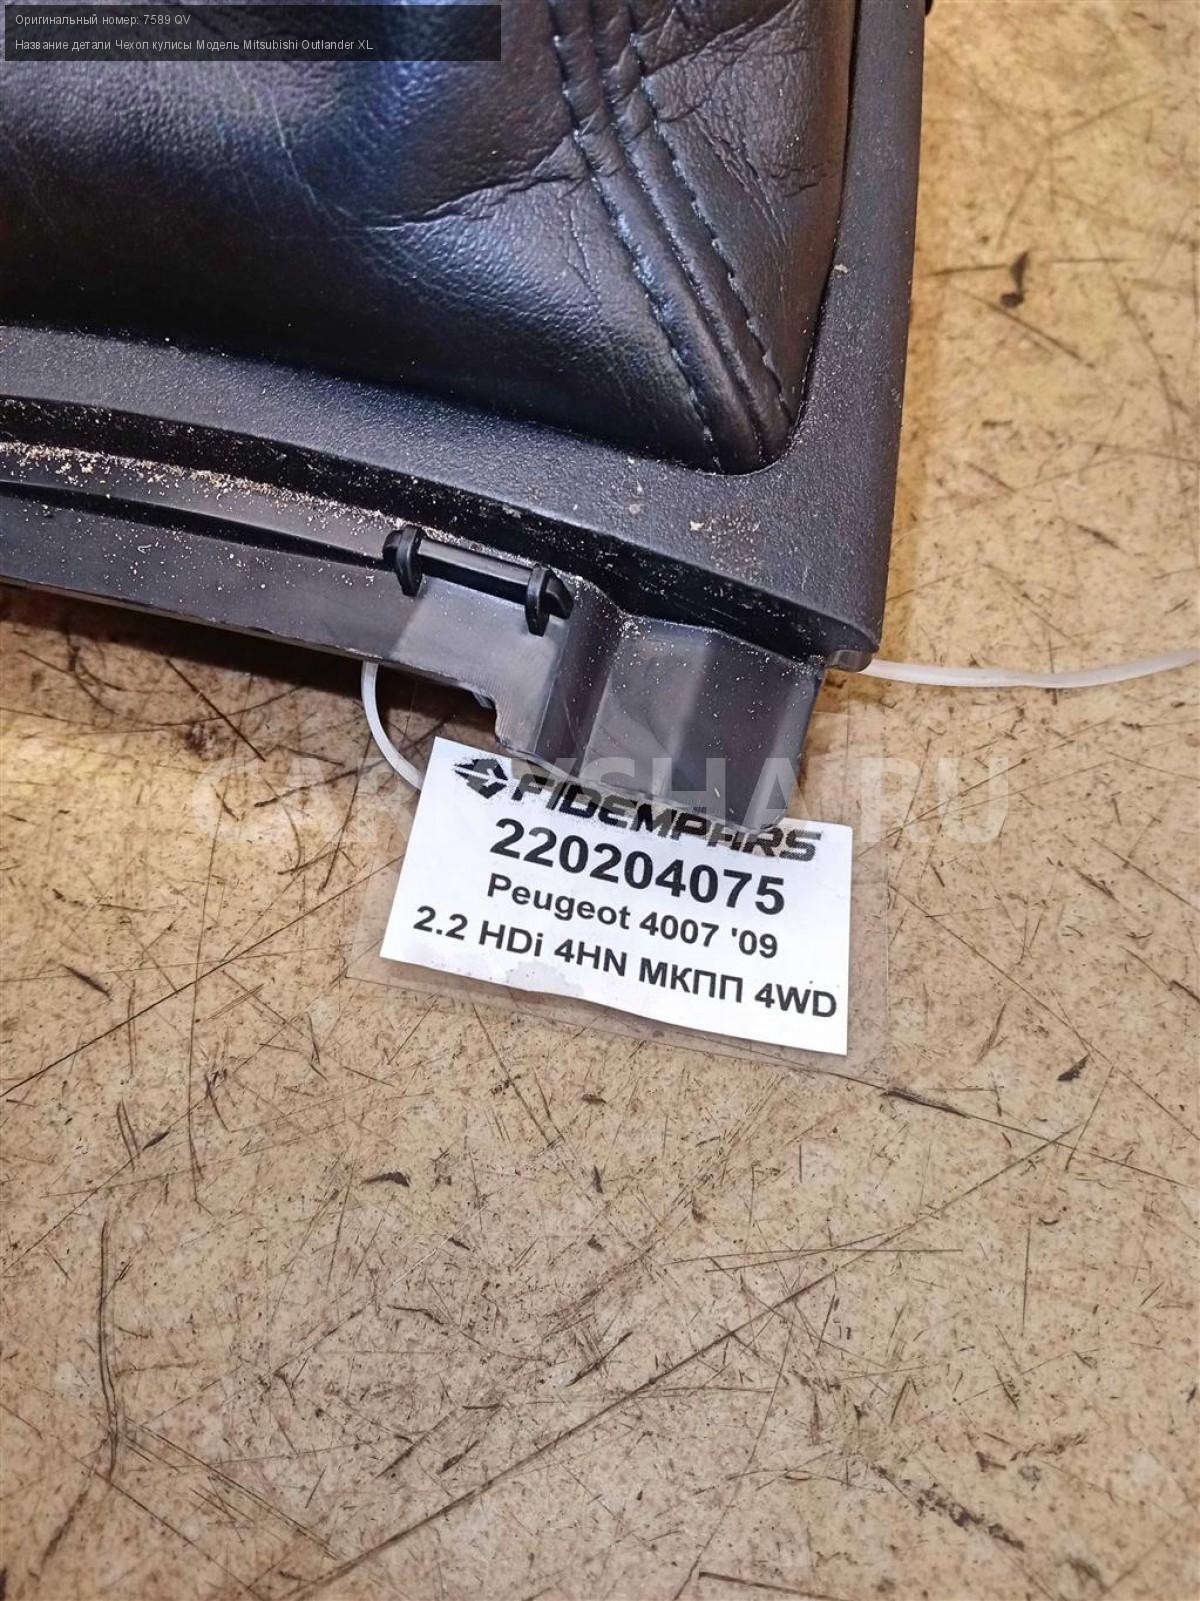 Оригинальный номер: 7589 QV
Название детали Чехол кулисы Модель Mitsubishi Outlander XL
FIDEMPARS
220204075
Peugeot 4007 '09
2.2 HDi 4HN МКПП 4WD